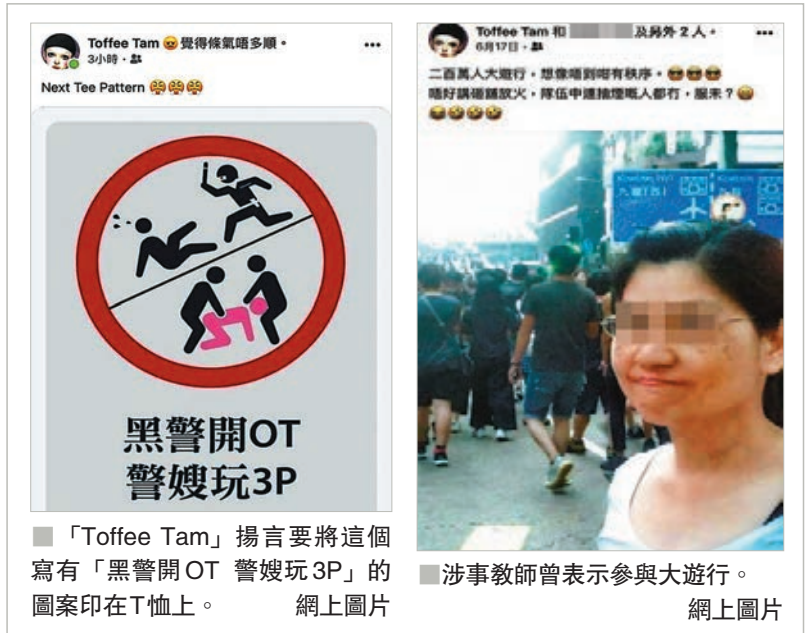 Toffee Tam 覺得條氣唔多順。
3小時・
Next Tee Pattern
黑警開OT
警嫂玩3P
■「Toffee Tam」揚言要將這個
寫有「黑警開OT 警嫂玩3P」的
圖案印在T恤上。 網上圖片
Toffee Tam 和 及另外 2 人。
6月17日・
二百萬人大遊行,想像唔到咁有秩序。
唔好講砸舖放火,隊伍中連抽煙嘅人都冇,服未?
■涉事教師曾表示參與大遊行。
網上圖片